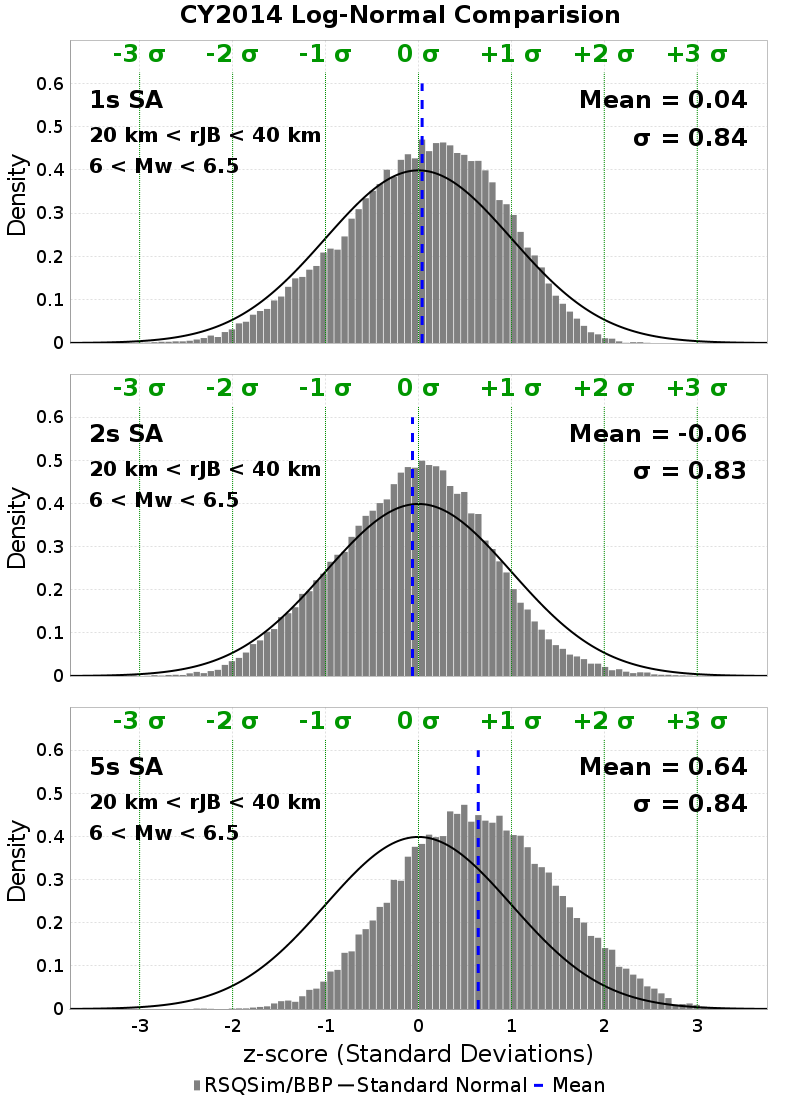 CY2014 Log-Normal Comparision
-3 σ -2 σ -1 σ 0 σ +1 σ +2 σ +3 σ
0.6
1s SA Mean = 0.04
0.5
20 km < rJB < 40 km σ = 0.84
6 < Mw < 6.5
0.4
0.3
0.2
0.1
0
Density
-3 σ -2 σ -1 σ 0 σ +1 σ +2 σ +3 σ
0.6
2s SA Mean = -0.06
0.5
20 km < rJB < 40 km σ = 0.83
6 < Mw < 6.5
0.4
0.3
0.2
0.1
0
Density
-3 σ -2 σ -1 σ 0 σ +1 σ +2 σ +3 σ
0.6
5s SA Mean = 0.64
0.5
20 km < rJB < 40 km σ = 0.84
6 < Mw < 6.5
0.4
0.3
0.2
0.1
0
Density
-3 -2 -1 0 1 2 3
z-score (Standard Deviations)
RSQSim/BBP Standard Normal Mean